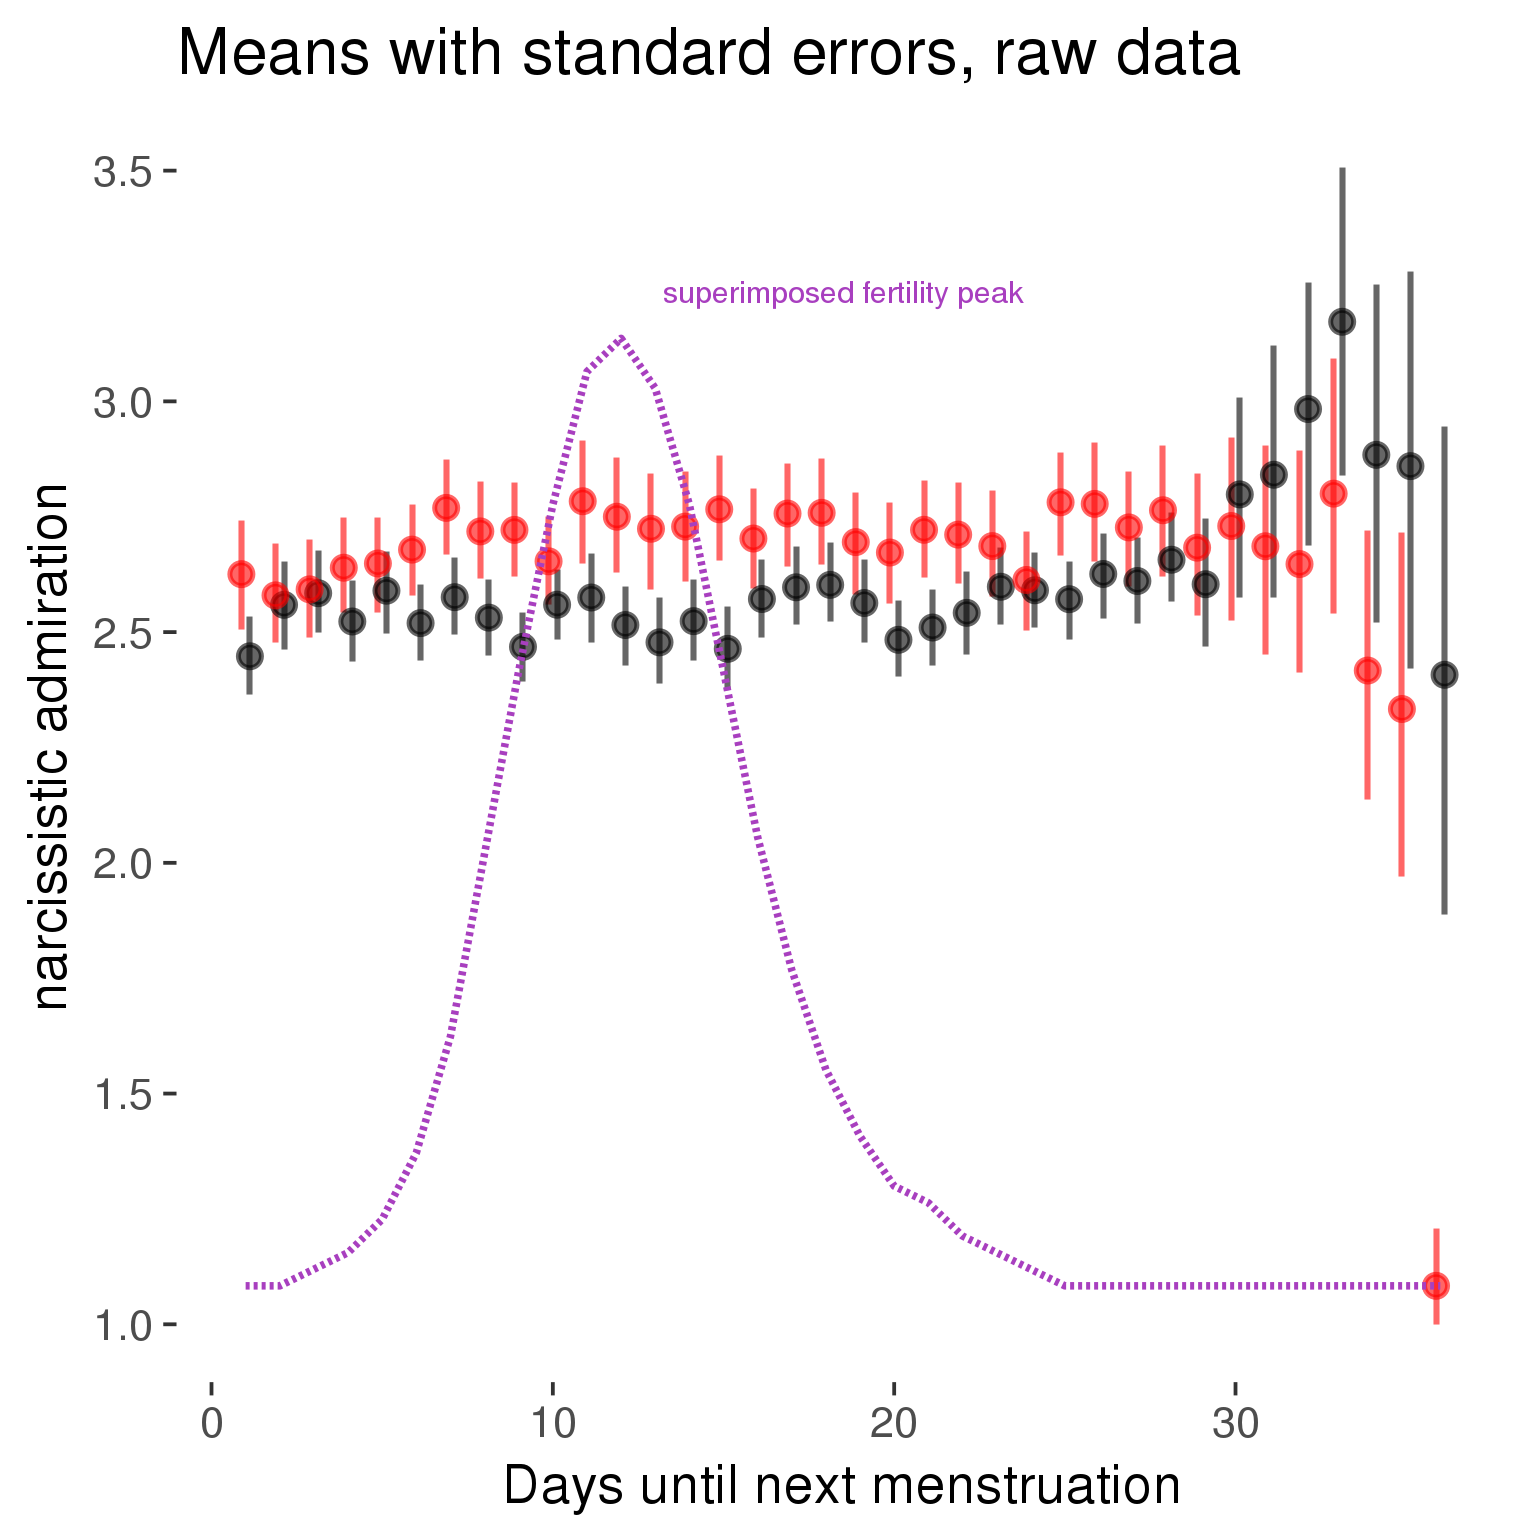 Means with standard errors, raw data
3.5
3.0
2.5
2.0
1.5
1.0
narcissistic admiration
superimposed fertility peak
0 10 20 30
Days until next menstruation